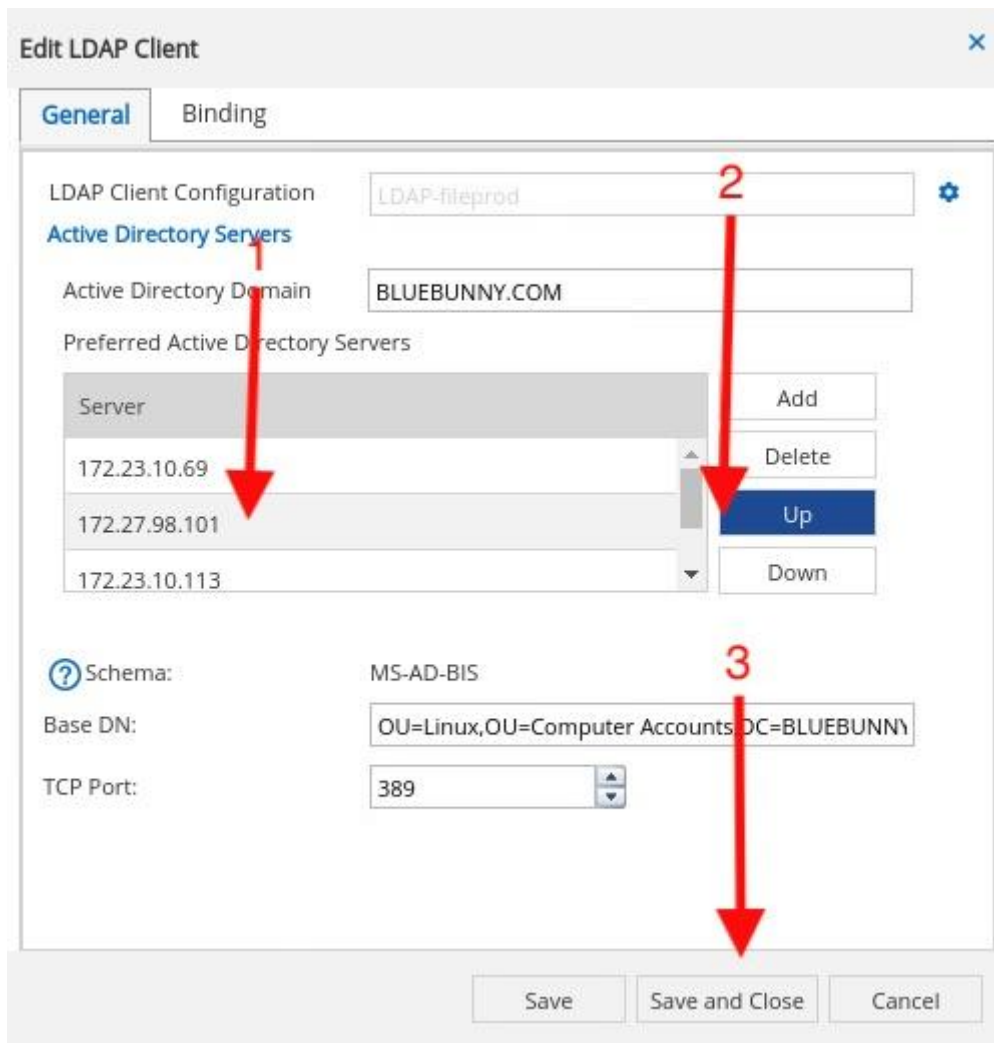 Edit LDAP Client ×
General Binding
LDAP Client Configuration LDAP-fileprod
2
Active Directory Servers
1
Active Directory Domain BLUEBUNNY.COM
Preferred Active Directory Servers
Server Add
172.23.10.69 Delete
172.27.98.101 Up
172.23.10.113 Down
3
? Schema: MS-AD-BIS
Base DN: OU=Linux,OU=Computer Accounts,DC=BLUEBUNNY
TCP Port: 389
Save Save and Close Cancel